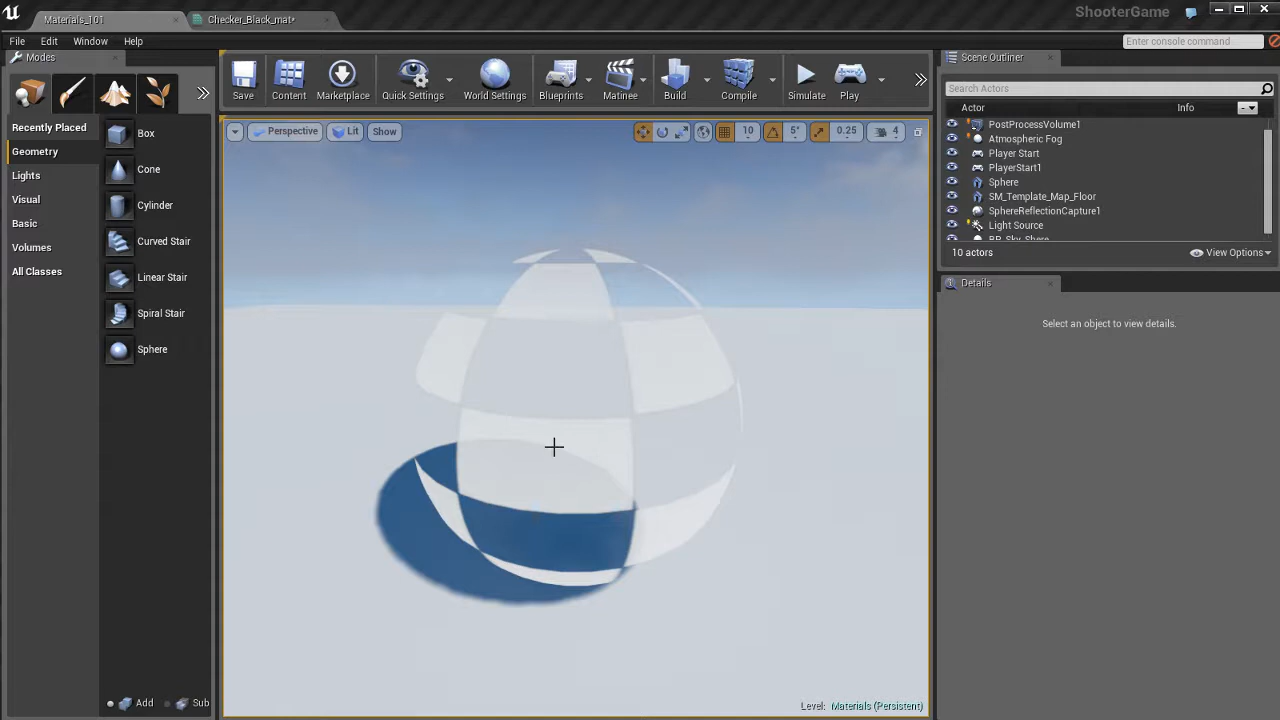 Materials_101
Checker_Black_mat*
ShooterGame
File Edit Window Help
Enter console command
Modes
Save Content Marketplace Quick Settings World Settings Blueprints Matinee Build Compile Simulate Play
Scene Outliner
Search Actors
Actor Info
Recently Placed
Geometry
Lights
Visual
Basic
Volumes
All Classes
Box
Cone
Cylinder
Curved Stair
Linear Stair
Spiral Stair
Sphere
Add Sub
Perspective Lit Show
10 5° 0.25 4
PostProcessVolume1
Atmospheric Fog
Player Start
PlayerStart1
Sphere
SM_Template_Map_Floor
SphereReflectionCapture1
Light Source
10 actors View Options
Details
Select an object to view details.
Level: Materials (Persistent)